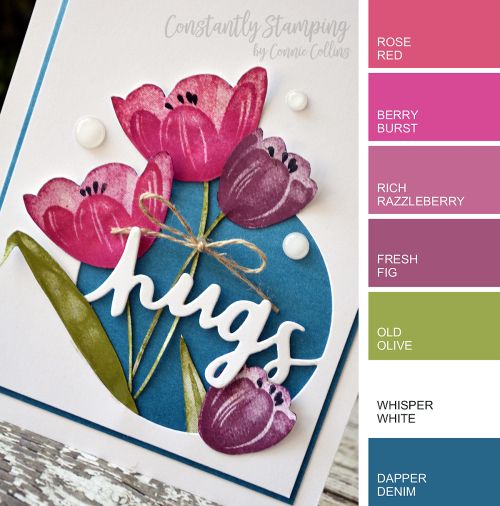 Constantly Stamping
by Connie Collins
hugs
ROSE
RED
BERRY
BURST
RICH
RAZZLEBERRY
FRESH
FIG
OLD
OLIVE
WHISPER
WHITE
DAPPER
DENIM